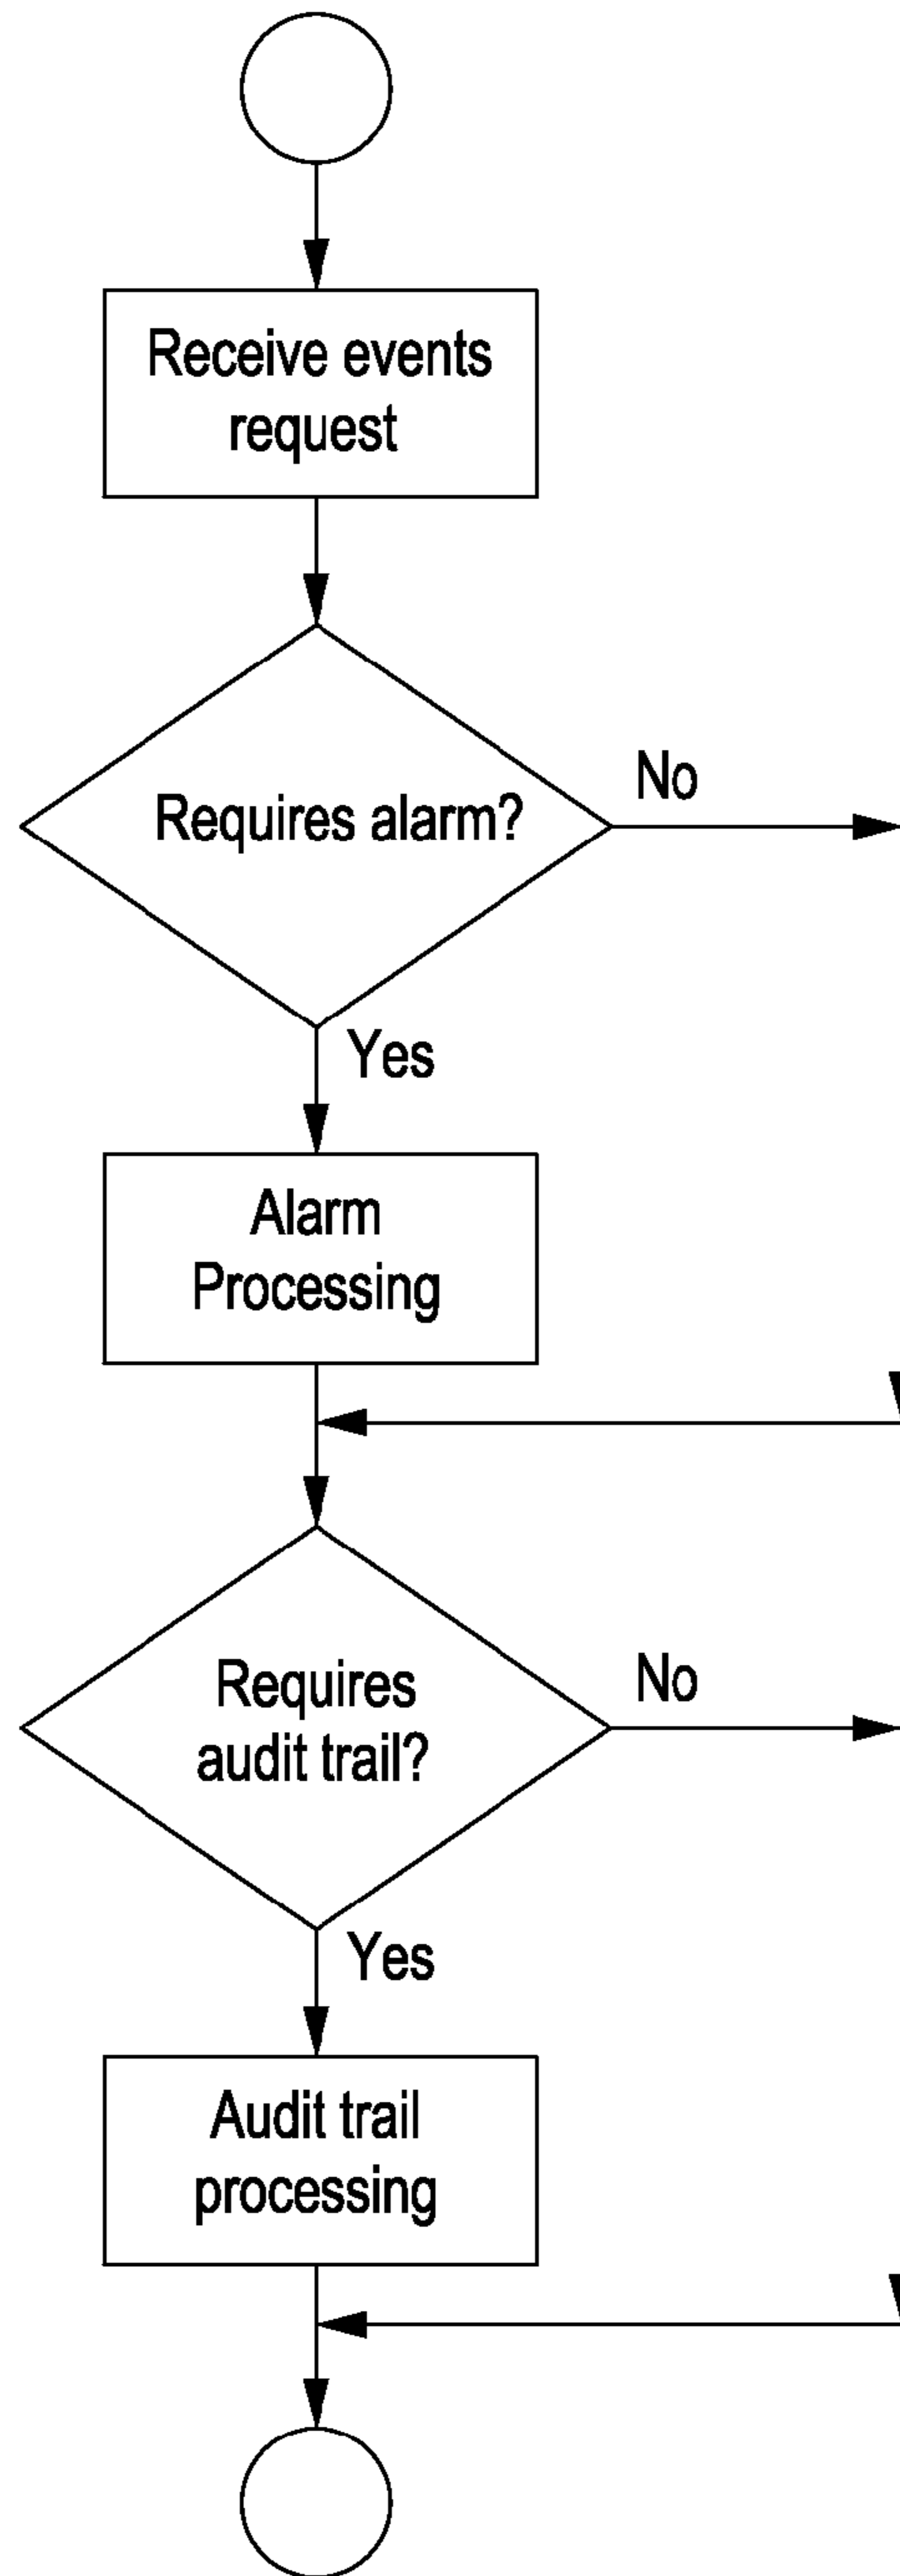 Receive events
request
Requires alarm?
No
Yes
Alarm
Processing
Requires
audit trail?
No
Yes
Audit trail
processing